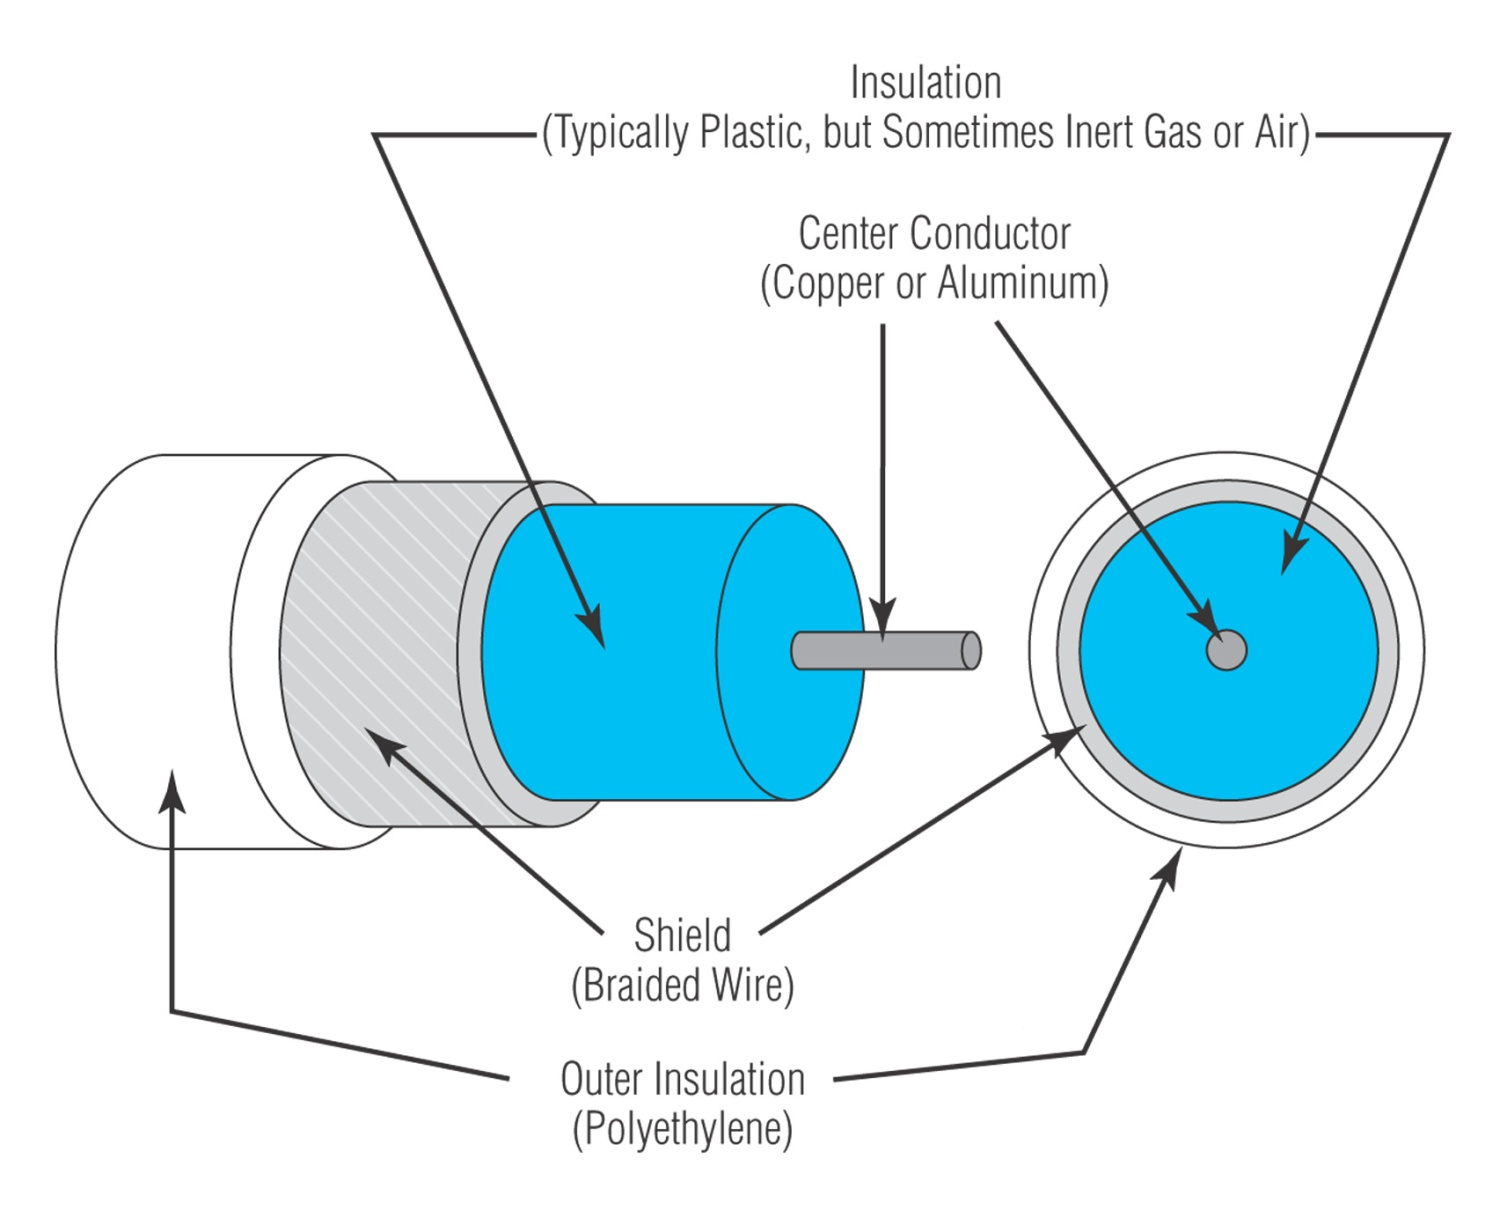 Insulation
(Typically Plastic, but Sometimes Inert Gas or Air)
Center Conductor
(Copper or Aluminum)
Shield
(Braided Wire)
Outer Insulation
(Polyethylene)